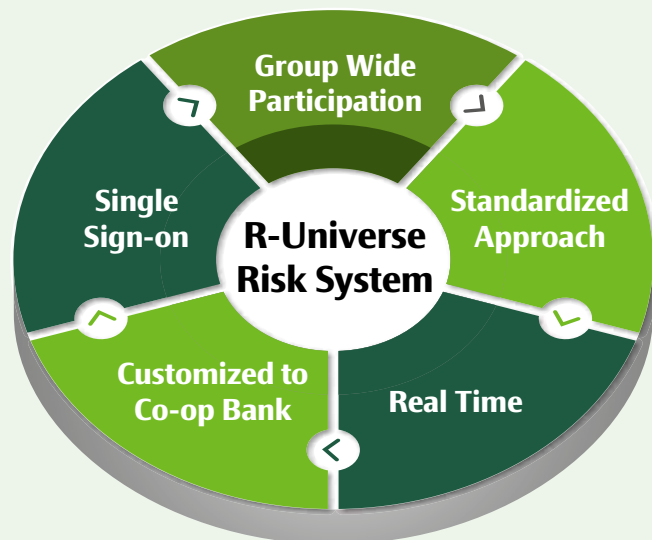 Group Wide
Participation
Single
Sign-on
Standardized
Approach
R-Universe
Risk System
Customized to
Co-op Bank
Real Time